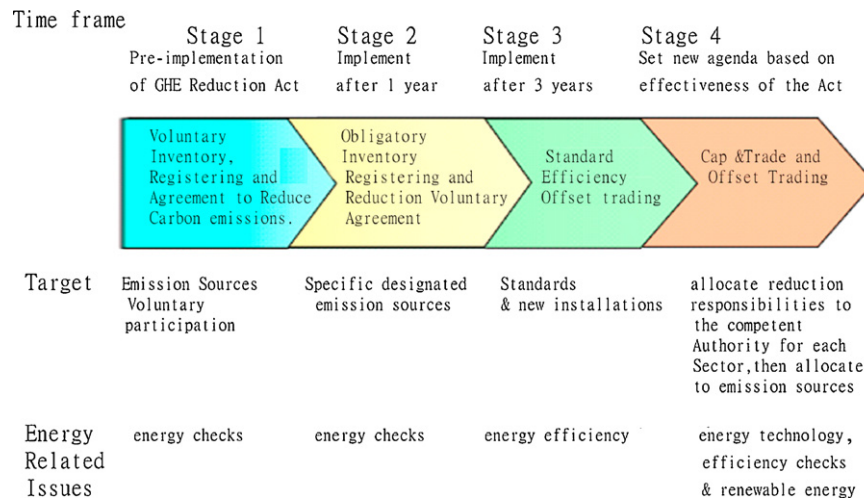 Time frame
Stage 1
Pre-implementation
of GHE Reduction Act
Stage 2
Implement
after 1 year
Stage 3
Implement
after 3 years
Stage 4
Set new agenda based on
effectiveness of the Act
Voluntary
Inventory,
Registering and
Agreement to Reduce
Carbon emissions.
Obligatory
Inventory
Registering and
Reduction Voluntary
Agreement
Standard
Efficiency
Offset trading
Cap &Trade and
Offset Trading
Target
Emission Sources
Voluntary
participation
Specific designated
emission sources
Standards
& new installations
allocate reduction
responsibilities to
the competent
Authority for each
Sector,then allocate
to emission sources
Energy
Related
Issues
energy checks
energy checks
energy efficiency
energy technology,
efficiency checks
& renewable energy